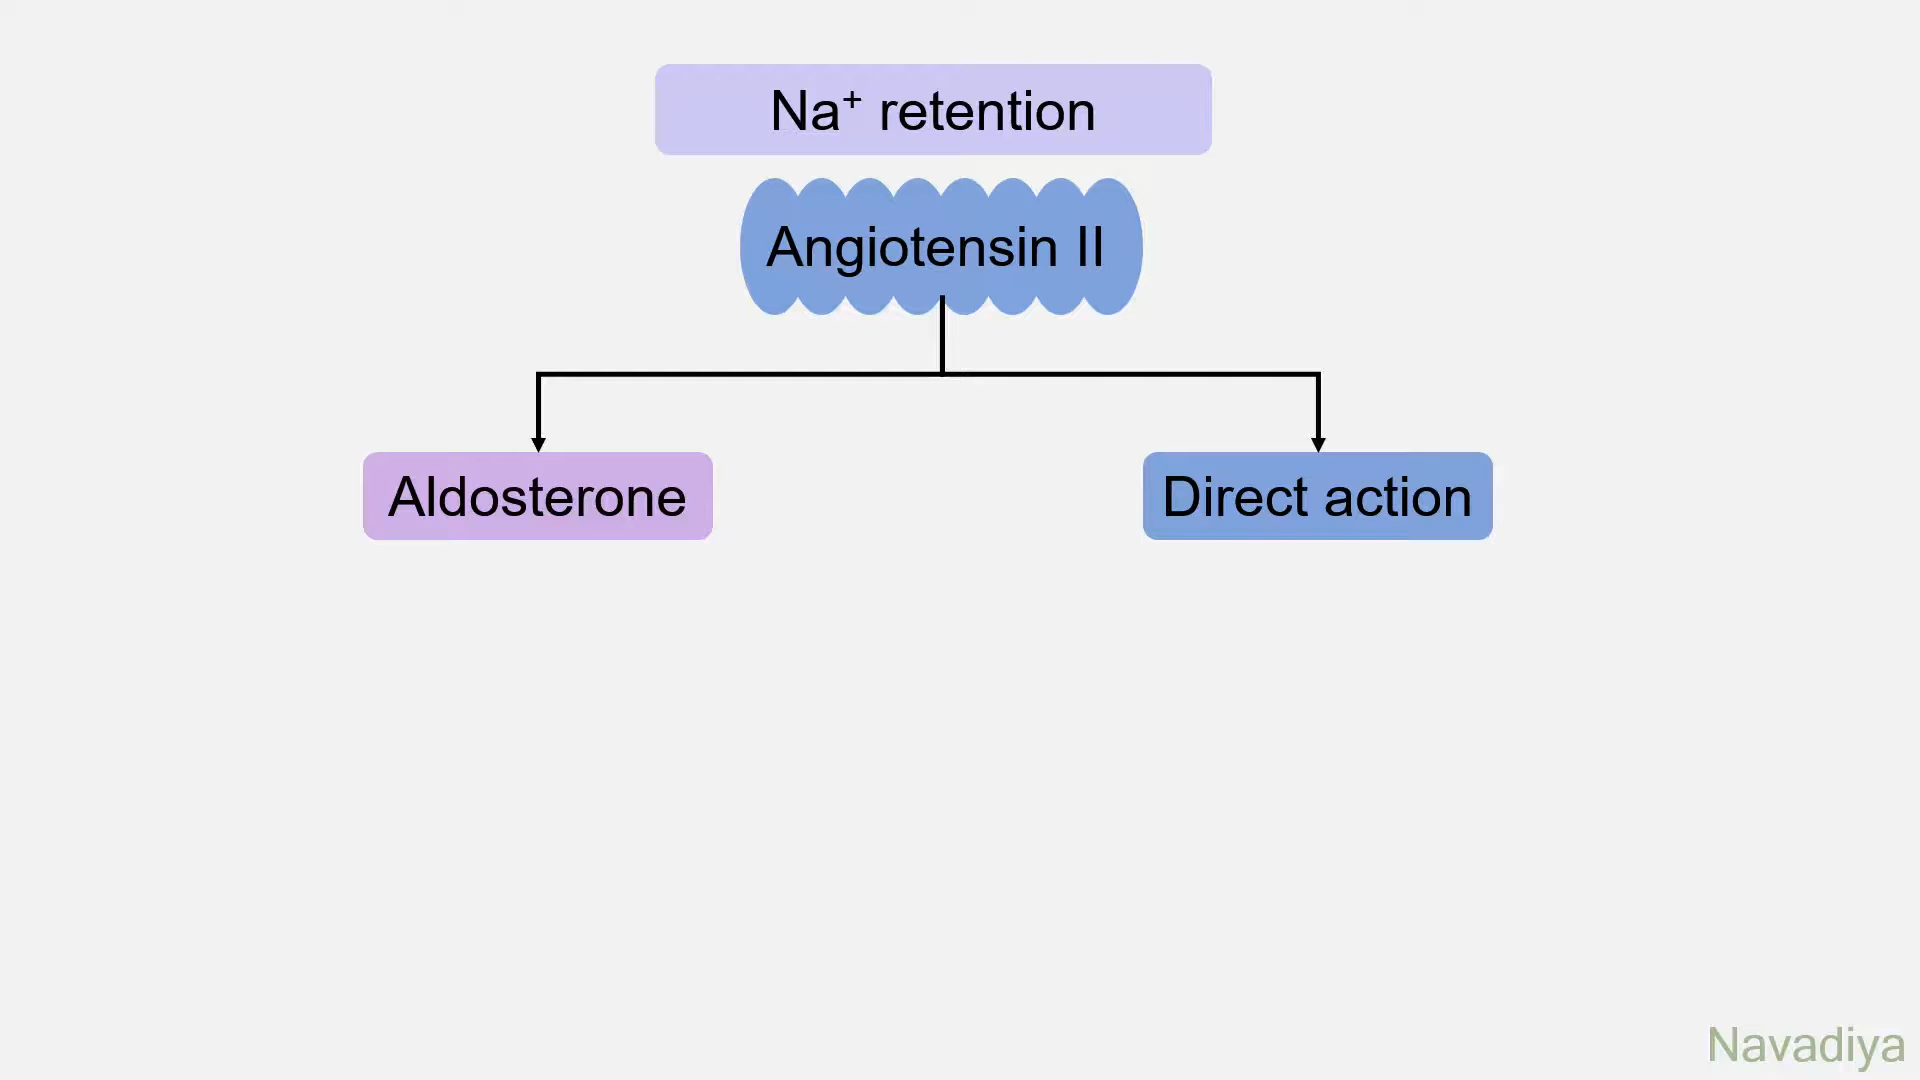 Na⁺ retention
Angiotensin II
Aldosterone
Direct action
Navadiya